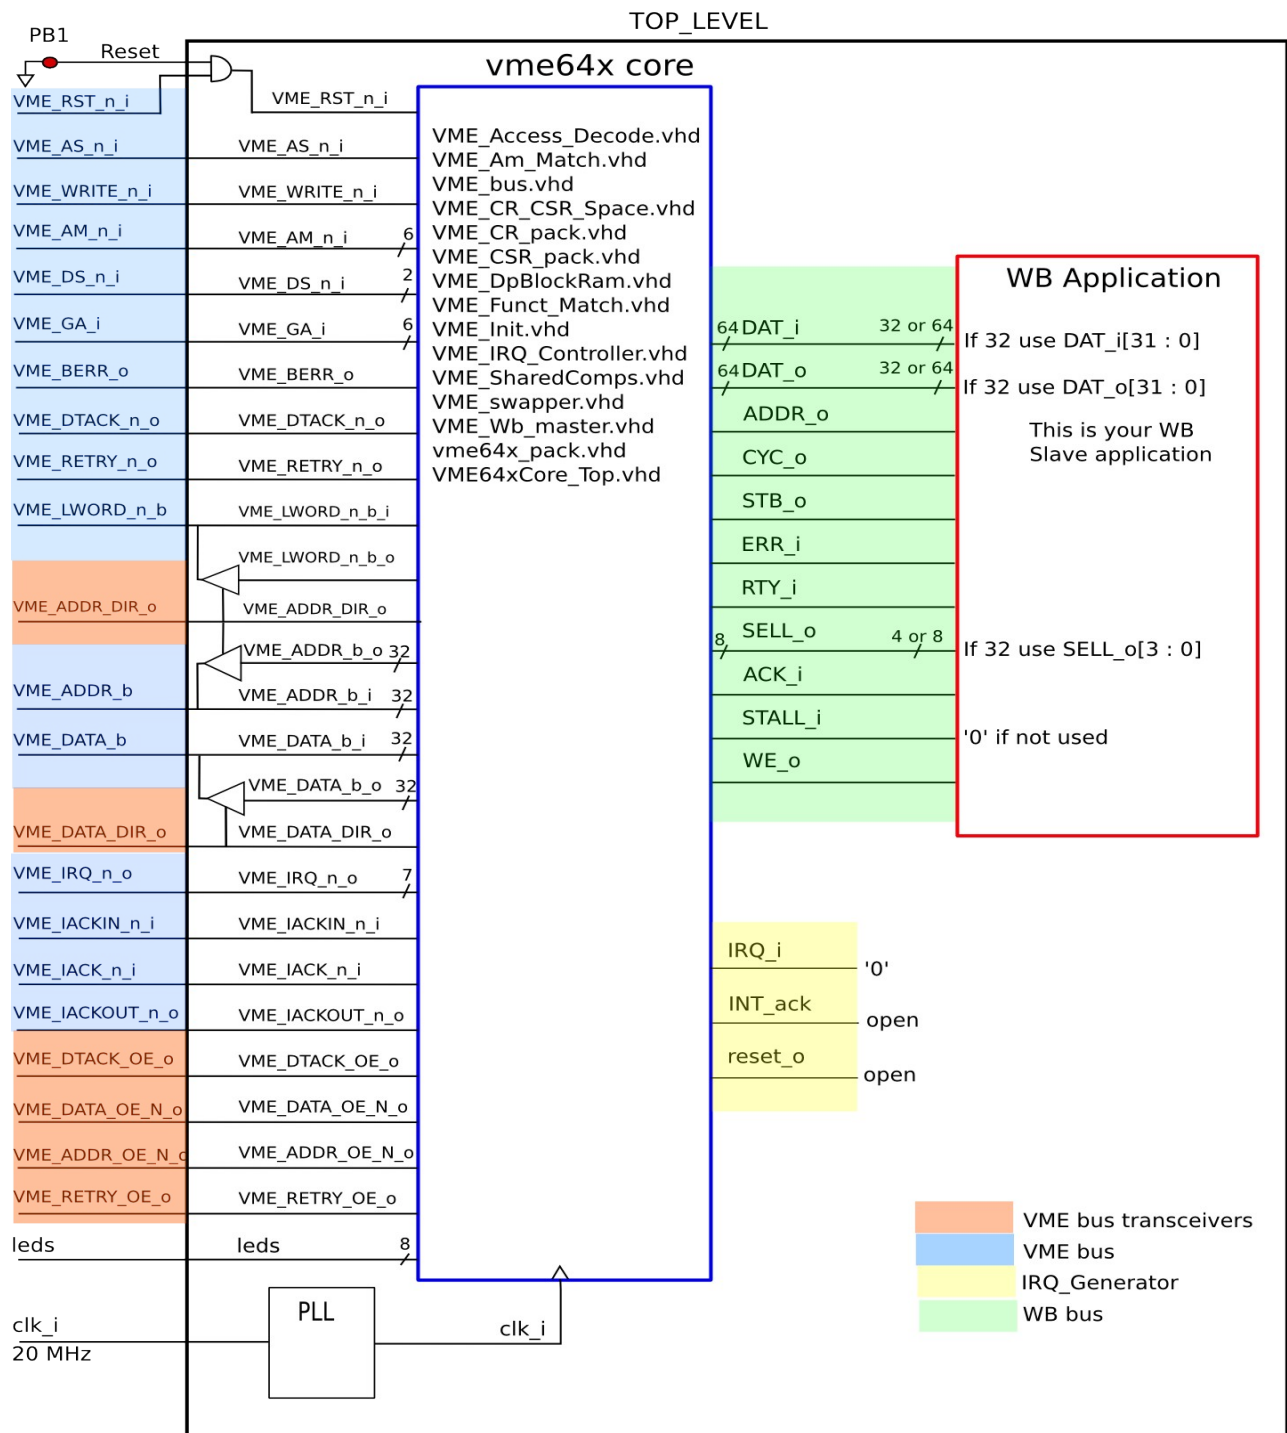 TOP_LEVEL
PB1
Reset
vme64x core
VME_RST_n_i
VME_RST_n_i
VME_AS_n_i
VME_AS_n_i
VME_WRITE_n_i
VME_WRITE_n_i
VME_AM_n_i
VME_AM_n_i
6
VME_DS_n_i
VME_DS_n_i
2
VME_GA_i
VME_GA_i
6
VME_BERR_o
VME_BERR_o
VME_DTACK_n_o
VME_DTACK_n_o
VME_RETRY_n_o
VME_RETRY_n_o
VME_LWORD_n_b
VME_LWORD_n_b_i
VME_LWORD_n_b_o
VME_ADDR_DIR_o
VME_ADDR_DIR_o
VME_ADDR_b_o 32
VME_ADDR_b
VME_ADDR_b_i 32
VME_DATA_b
VME_DATA_b_i 32
VME_DATA_b_o 32
VME_DATA_DIR_o
VME_DATA_DIR_o
VME_IRQ_n_o
VME_IRQ_n_o
7
VME_IACKIN_n_i
VME_IACKIN_n_i
VME_IACK_n_i
VME_IACK_n_i
VME_IACKOUT_n_o
VME_IACKOUT_n_o
VME_DTACK_OE_o
VME_DTACK_OE_o
VME_DATA_OE_N_o
VME_DATA_OE_N_o
VME_ADDR_OE_N_o
VME_ADDR_OE_N_o
VME_RETRY_OE_o
VME_RETRY_OE_o
leds
leds
8
clk_i
20 MHz
PLL
clk_i
VME_Access_Decode.vhd
VME_Am_Match.vhd
VME_bus.vhd
VME_CR_CSR_Space.vhd
VME_CR_pack.vhd
VME_CSR_pack.vhd
VME_DpBlockRam.vhd
VME_Funct_Match.vhd
VME_Init.vhd
VME_IRQ_Controller.vhd
VME_SharedComps.vhd
VME_swapper.vhd
VME_Wb_master.vhd
vme64x_pack.vhd
VME64xCore_Top.vhd
64 DAT_i
32 or 64
64 DAT_o
32 or 64
ADDR_o
CYC_o
STB_o
ERR_i
RTY_i
8
SELL_o
4 or 8
ACK_i
STALL_i
WE_o
WB Application
If 32 use DAT_i[31 : 0]
If 32 use DAT_o[31 : 0]
This is your WB
Slave application
If 32 use SELL_o[3 : 0]
'0' if not used
IRQ_i
'0'
INT_ack
open
reset_o
open
VME bus transceivers
VME bus
IRQ_Generator
WB bus